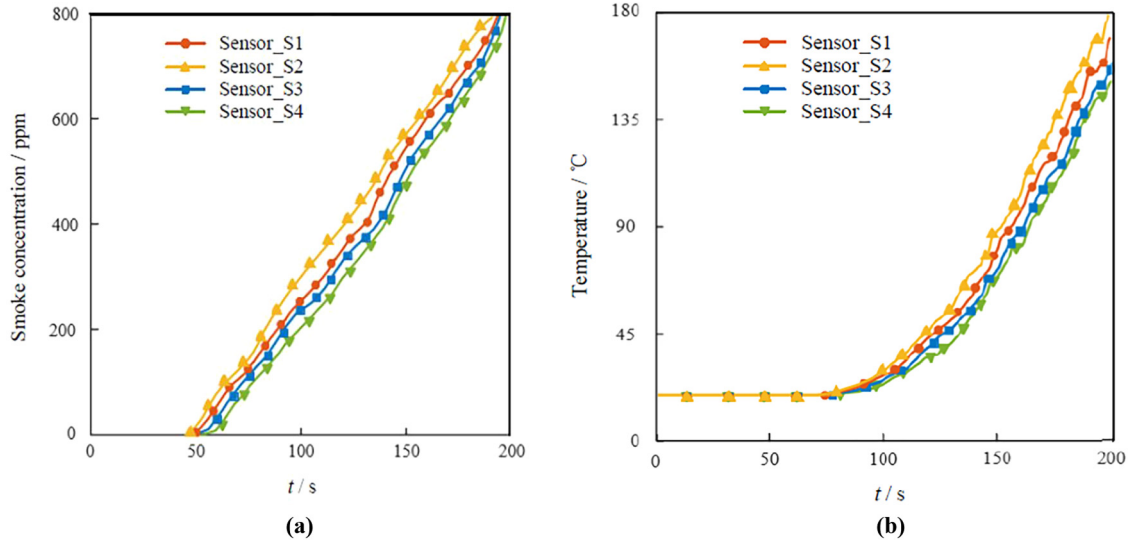 800
600
400
200
0
Smoke concentration / ppm
Sensor_S1
Sensor_S2
Sensor_S3
Sensor_S4
0
50
100
150
200
t / s
(a)
180
135
90
45
0
Temperature / ℃
Sensor_S1
Sensor_S2
Sensor_S3
Sensor_S4
0
50
100
150
200
t / s
(b)